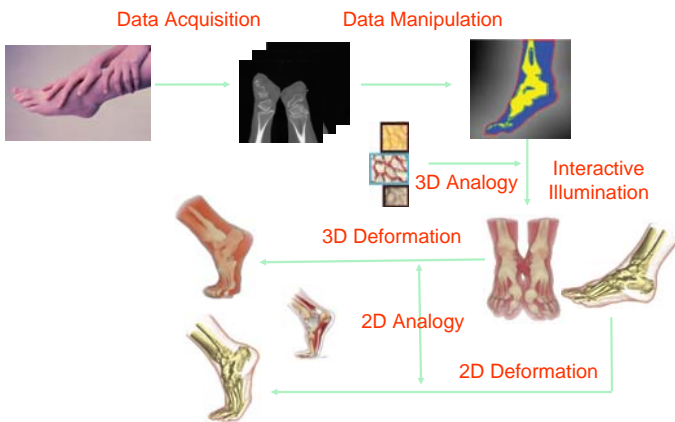 Data Acquisition
Data Manipulation
3D Analogy
Interactive
Illumination
3D Deformation
2D Analogy
2D Deformation